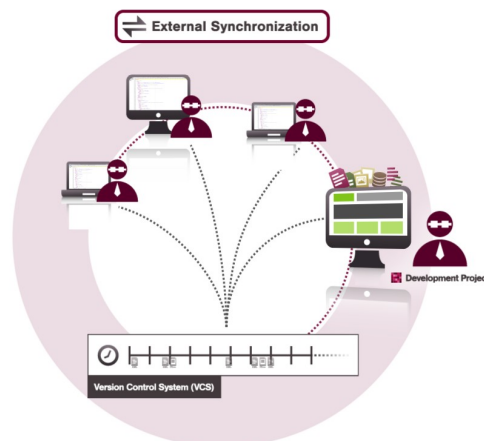 External Synchronization
Development Projec
Version Control System (VCS)